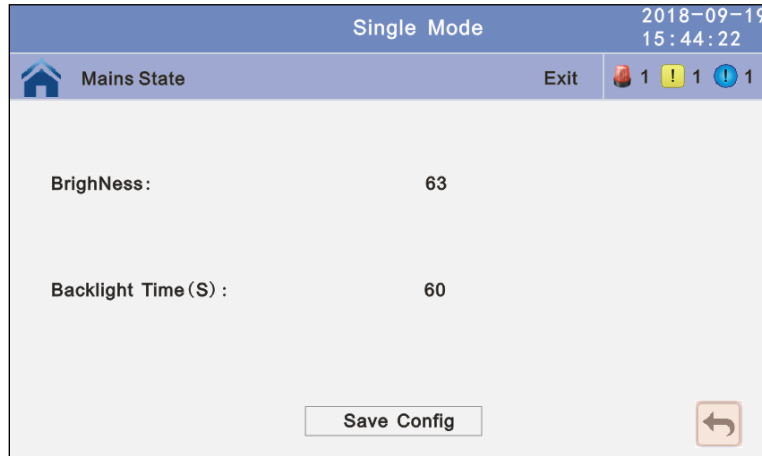 Single Mode
2018-09-19
15:44:22
Mains State
Exit
1
! 1
! 1
BrighNess:
63
Backlight Time(S):
60
Save Config